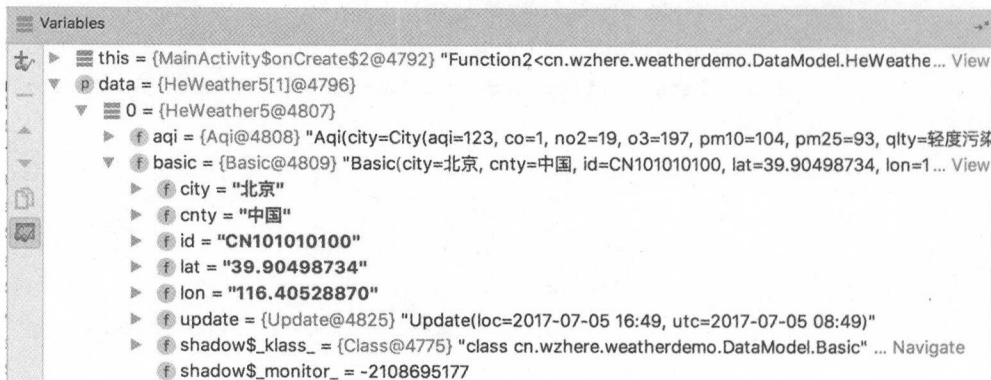 Variables
this = {MainActivity$onCreate$2@4792} "Function2<cn.wzhere.weatherdemo.DataModel.HeWeathe... View
p data = {HeWeather5[1]@4796}
0 = {HeWeather5@4807}
f aqi = {Aqi@4808} "Aqi(city=City(aqi=123, co=1, no2=19, o3=197, pm10=104, pm25=93, qlty=轻度污染
f basic = {Basic@4809} "Basic(city=北京, cnty=中国, id=CN101010100, lat=39.90498734, lon=1... View
f city = "北京"
f cnty = "中国"
f id = "CN101010100"
f lat = "39.90498734"
f lon = "116.40528870"
f update = {Update@4825} "Update(loc=2017-07-05 16:49, utc=2017-07-05 08:49)"
f shadow$_klass_ = {Class@4775} "class cn.wzhere.weatherdemo.DataModel.Basic" ... Navigate
f shadow$_monitor_ = -2108695177